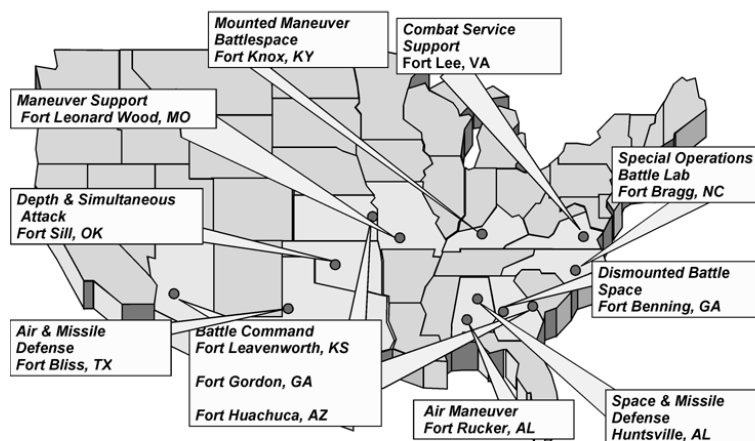 Mounted Maneuver
Battlespace
Fort Knox, KY
Combat Service
Support
Fort Lee, VA
Maneuver Support
Fort Leonard Wood, MO
Special Operations
Battle Lab
Fort Bragg, NC
Depth & Simultaneous
Attack
Fort Sill, OK
Dismounted Battle
Space
Fort Benning, GA
Air & Missile
Defense
Fort Bliss, TX
Battle Command
Fort Leavenworth, KS
Fort Gordon, GA
Fort Huachuca, AZ
Air Maneuver
Fort Rucker, AL
Space & Missile
Defense
Huntsville, AL